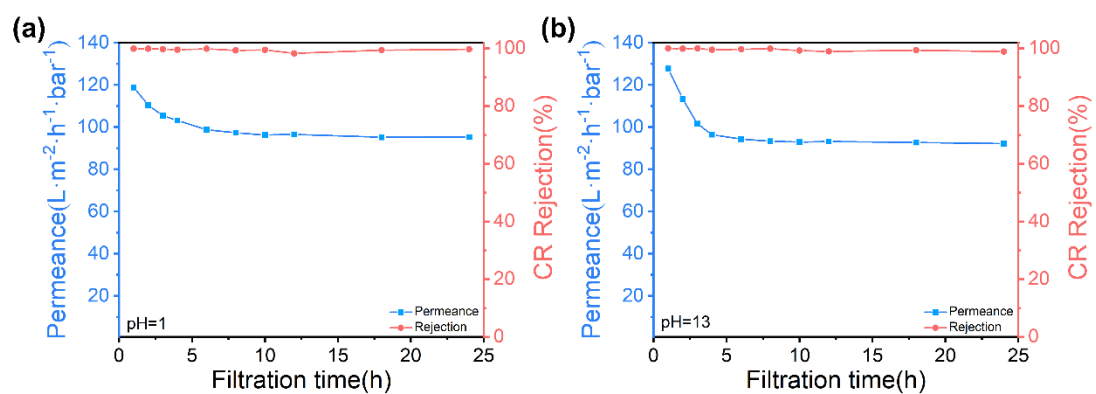 (a)
Permeance(L·m⁻²·h⁻¹·bar⁻¹)
140
120
100
80
60
40
20
100
80
60
40
20
0
CR Rejection(%)
pH=1
Permeance
Rejection
0 5 10 15 20 25
Filtration time(h)
(b)
Permeance(L·m⁻²·h⁻¹·bar⁻¹)
140
120
100
80
60
40
20
100
80
60
40
20
0
CR Rejection(%)
pH=13
Permeance
Rejection
0 5 10 15 20 25
Filtration time(h)